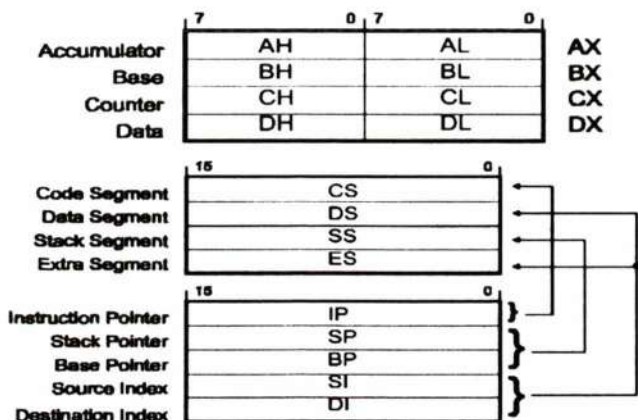 7 0 7 0
Accumulator AH AL AX
Base BH BL BX
Counter CH CL CX
Data DH DL DX
15 0
Code Segment CS
Data Segment DS
Stack Segment SS
Extra Segment ES
15 0
Instruction Pointer IP
Stack Pointer SP
Base Pointer BP
Source Index SI
Destination Index DI